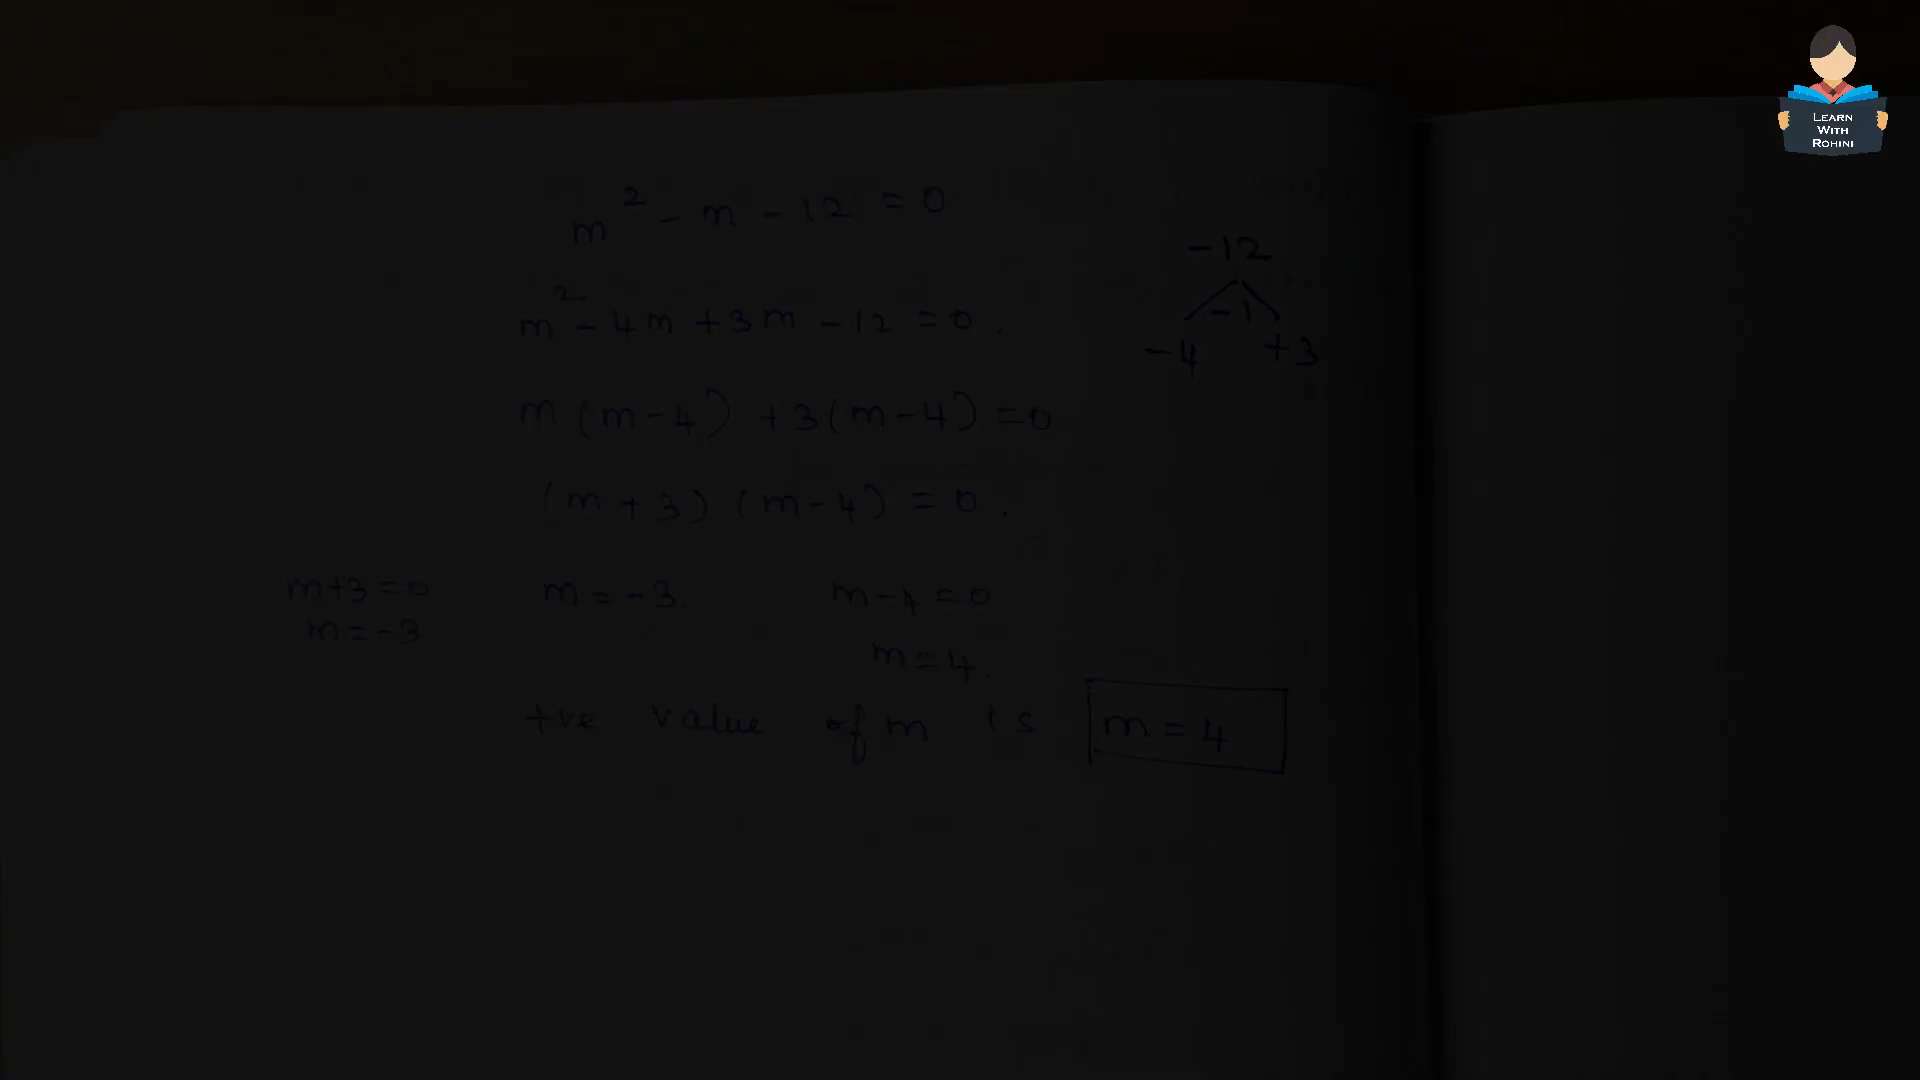 m² - m - 12 = 0
-12
m² - 4m + 3m - 12 = 0.
-1
-4 +3
m(m-4) + 3(m-4) = 0
(m+3) (m-4) = 0.
m+3=0
m=-3
m = -3.
m-4=0
m=4.
+ve value of m is m = 4
LEARN
WITH
ROHINI